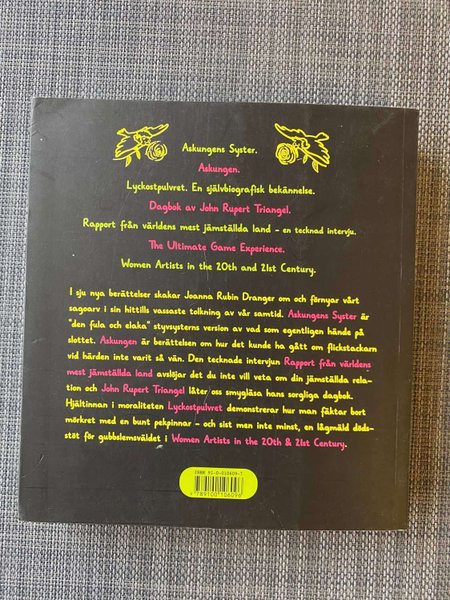 Askungens Syster.
Askungen.
Lyckostpulvret. En självbiografisk bekännelse.
Dagbok av John Rupert Triangel.
Rapport från världens mest jämställda land – en tecknad intervju.
The Ultimate Game Experience.
Women Artists in the 20th and 21st Century.
I sju nya berättelser skakar Joanna Rubin Dranger om och förnyar vårt
sagoarv i sin hittills vassaste tolkning av vår samtid. Askungens Syster är
"den fula och elaka" styvsysterns version av vad som egentligen hände på
slottet. Askungen är berättelsen om hur det kunde ha gått om flickstackarn
vid härden inte varit så vän. Den tecknade intervjun Rapport från världens
mest jämställda land avslöjar det du inte vill veta om din jämställda rela-
tion och John Rupert Triangel låter oss smygläsa hans sorgliga dagbok.
Hjältinnan i moraliteten Lyckostpulvret demonstrerar hur man fäktar bort
mörkret med en bunt pekpinnar – och sist men inte minst, en lågmäld döds-
stöt för gubbslemsväldet i Women Artists in the 20th & 21st Century.
ISBN 91-0-010609-7
9789100106096